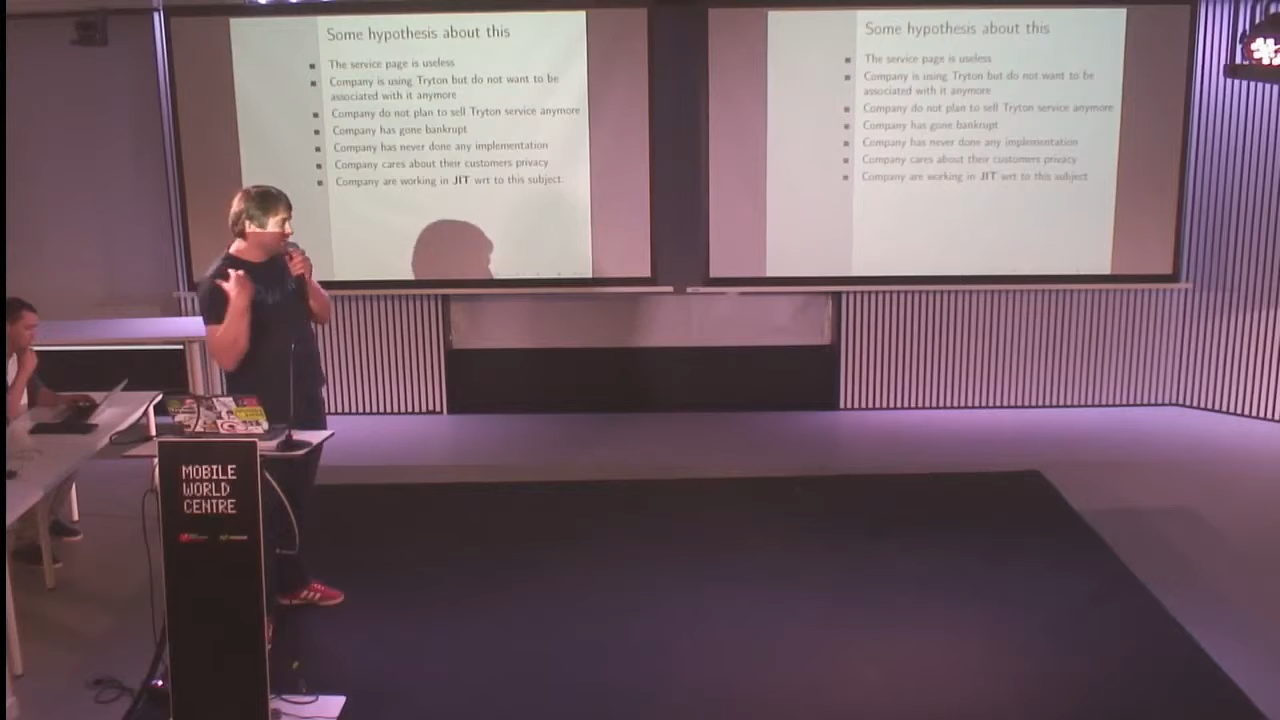 Some hypothesis about this
The service page is useless
Company is using Tryton but do not want to be
associated with it anymore
Company do not plan to sell Tryton service anymore
Company has gone bankrupt
Company has never done any implementation
Company cares about their customers privacy
Company are working in JIT wrt to this subject.
Some hypothesis about this
The service page is useless
Company is using Tryton but do not want to be
associated with it anymore
Company do not plan to sell Tryton service anymore
Company has gone bankrupt
Company has never done any implementation
Company cares about their customers privacy
Company are working in JIT wrt to this subject
MOBILE
WORLD
CENTRE